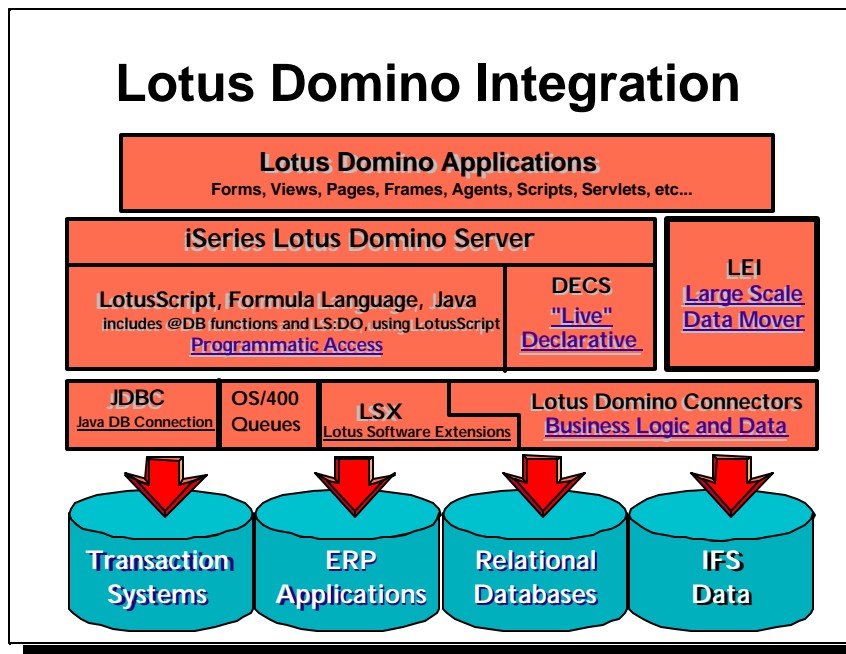 Lotus Domino Integration
Lotus Domino Applications
Forms, Views, Pages, Frames, Agents, Scripts, Servlets, etc...
iSeries Lotus Domino Server
LotusScript, Formula Language, Java
includes @DB functions and LS:DO, using LotusScript
Programmatic Access
DECS
"Live"
Declarative
LEI
Large Scale
Data Mover
JDBC
Java DB Connection
OS/400
Queues
LSX
Lotus Software Extensions
Lotus Domino Connectors
Business Logic and Data
Transaction
Systems
ERP
Applications
Relational
Databases
IFS
Data